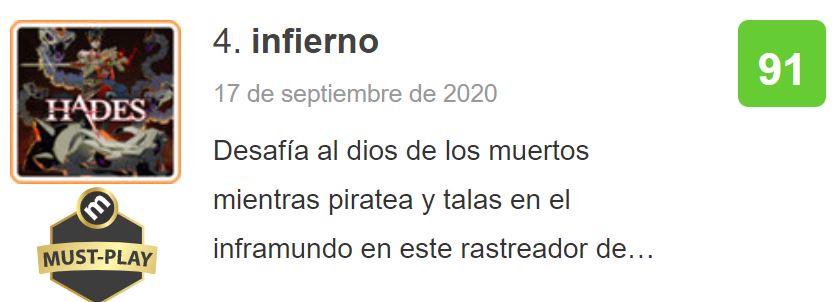 4. infierno
91
17 de septiembre de 2020
HADES
Desafía al dios de los muertos
mientras piratea y talas en el
inframundo en este rastreador de…
m
MUST-PLAY